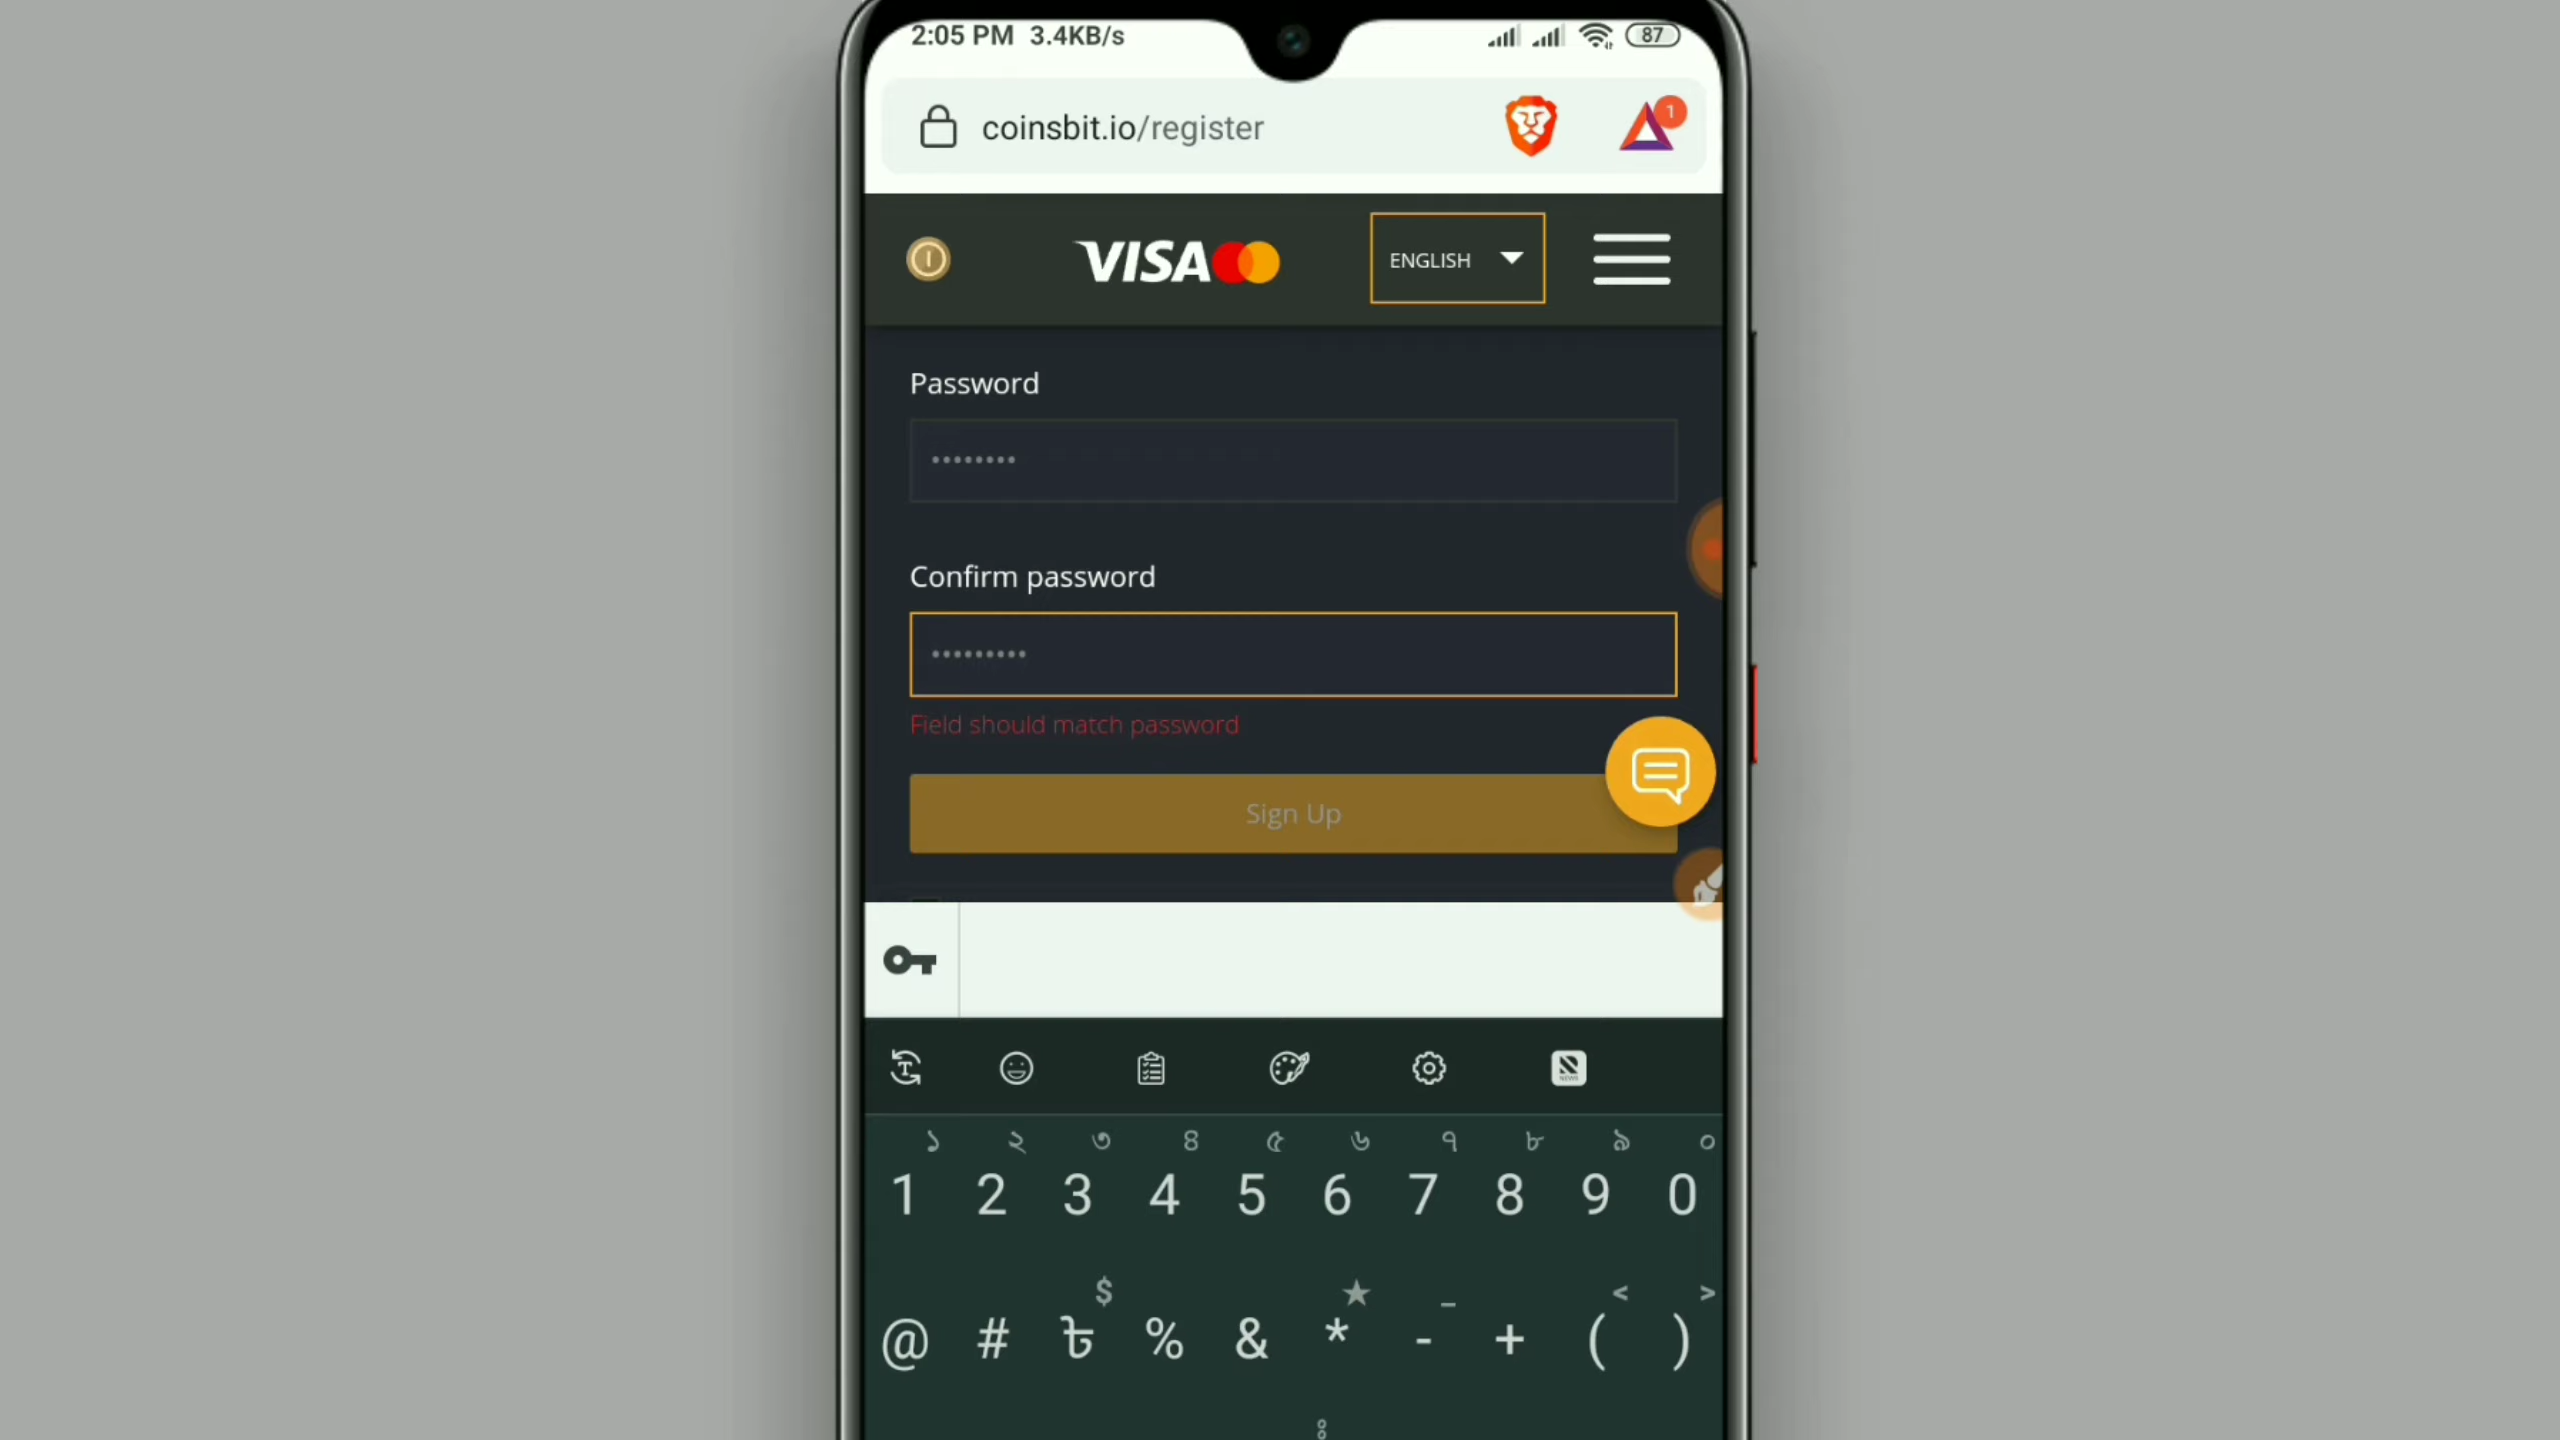 2:05 PM 3.4KB/s 87
coinsbit.io/register 1
VISA ENGLISH
Password
••••••••
Confirm password
•••••••••
Field should match password
Sign Up
NEWS
১ ২ ৩ ৪ ৫ ৬ ৭ ৮ ৯ ০
1 2 3 4 5 6 7 8 9 0
$ ★ _ < >
@ # ৳ % & * - + ( )